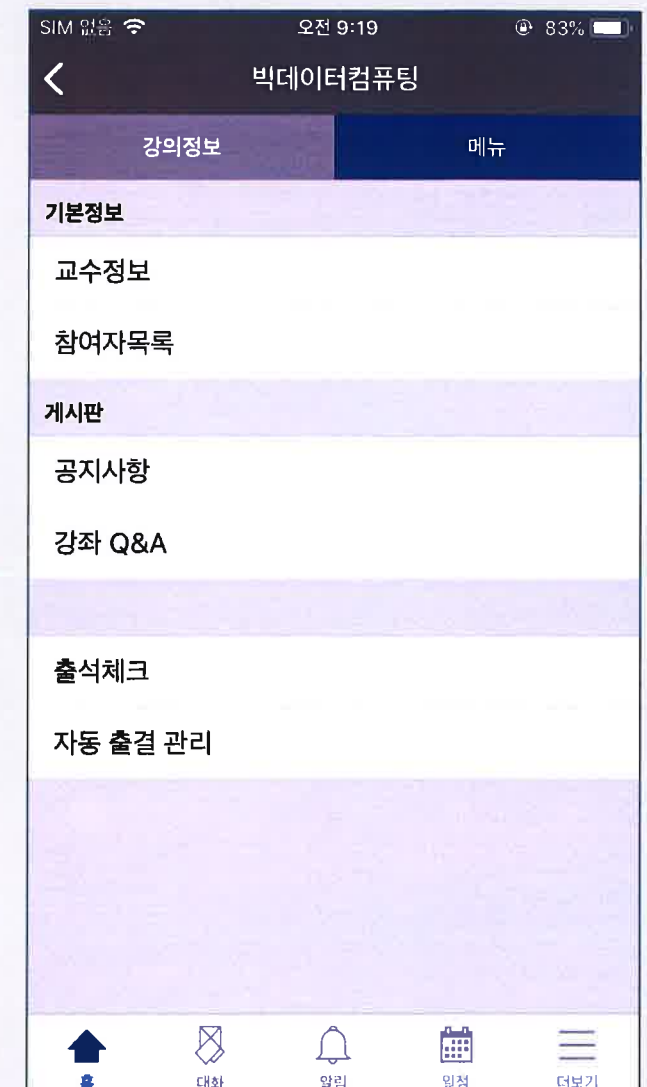 SIM 없음 오전 9:19 83%
빅데이터컴퓨팅
강의정보 메뉴
기본정보
교수정보
참여자목록
게시판
공지사항
강좌 Q&A
출석체크
자동 출결 관리
홈 대화 알림 일정 더보기